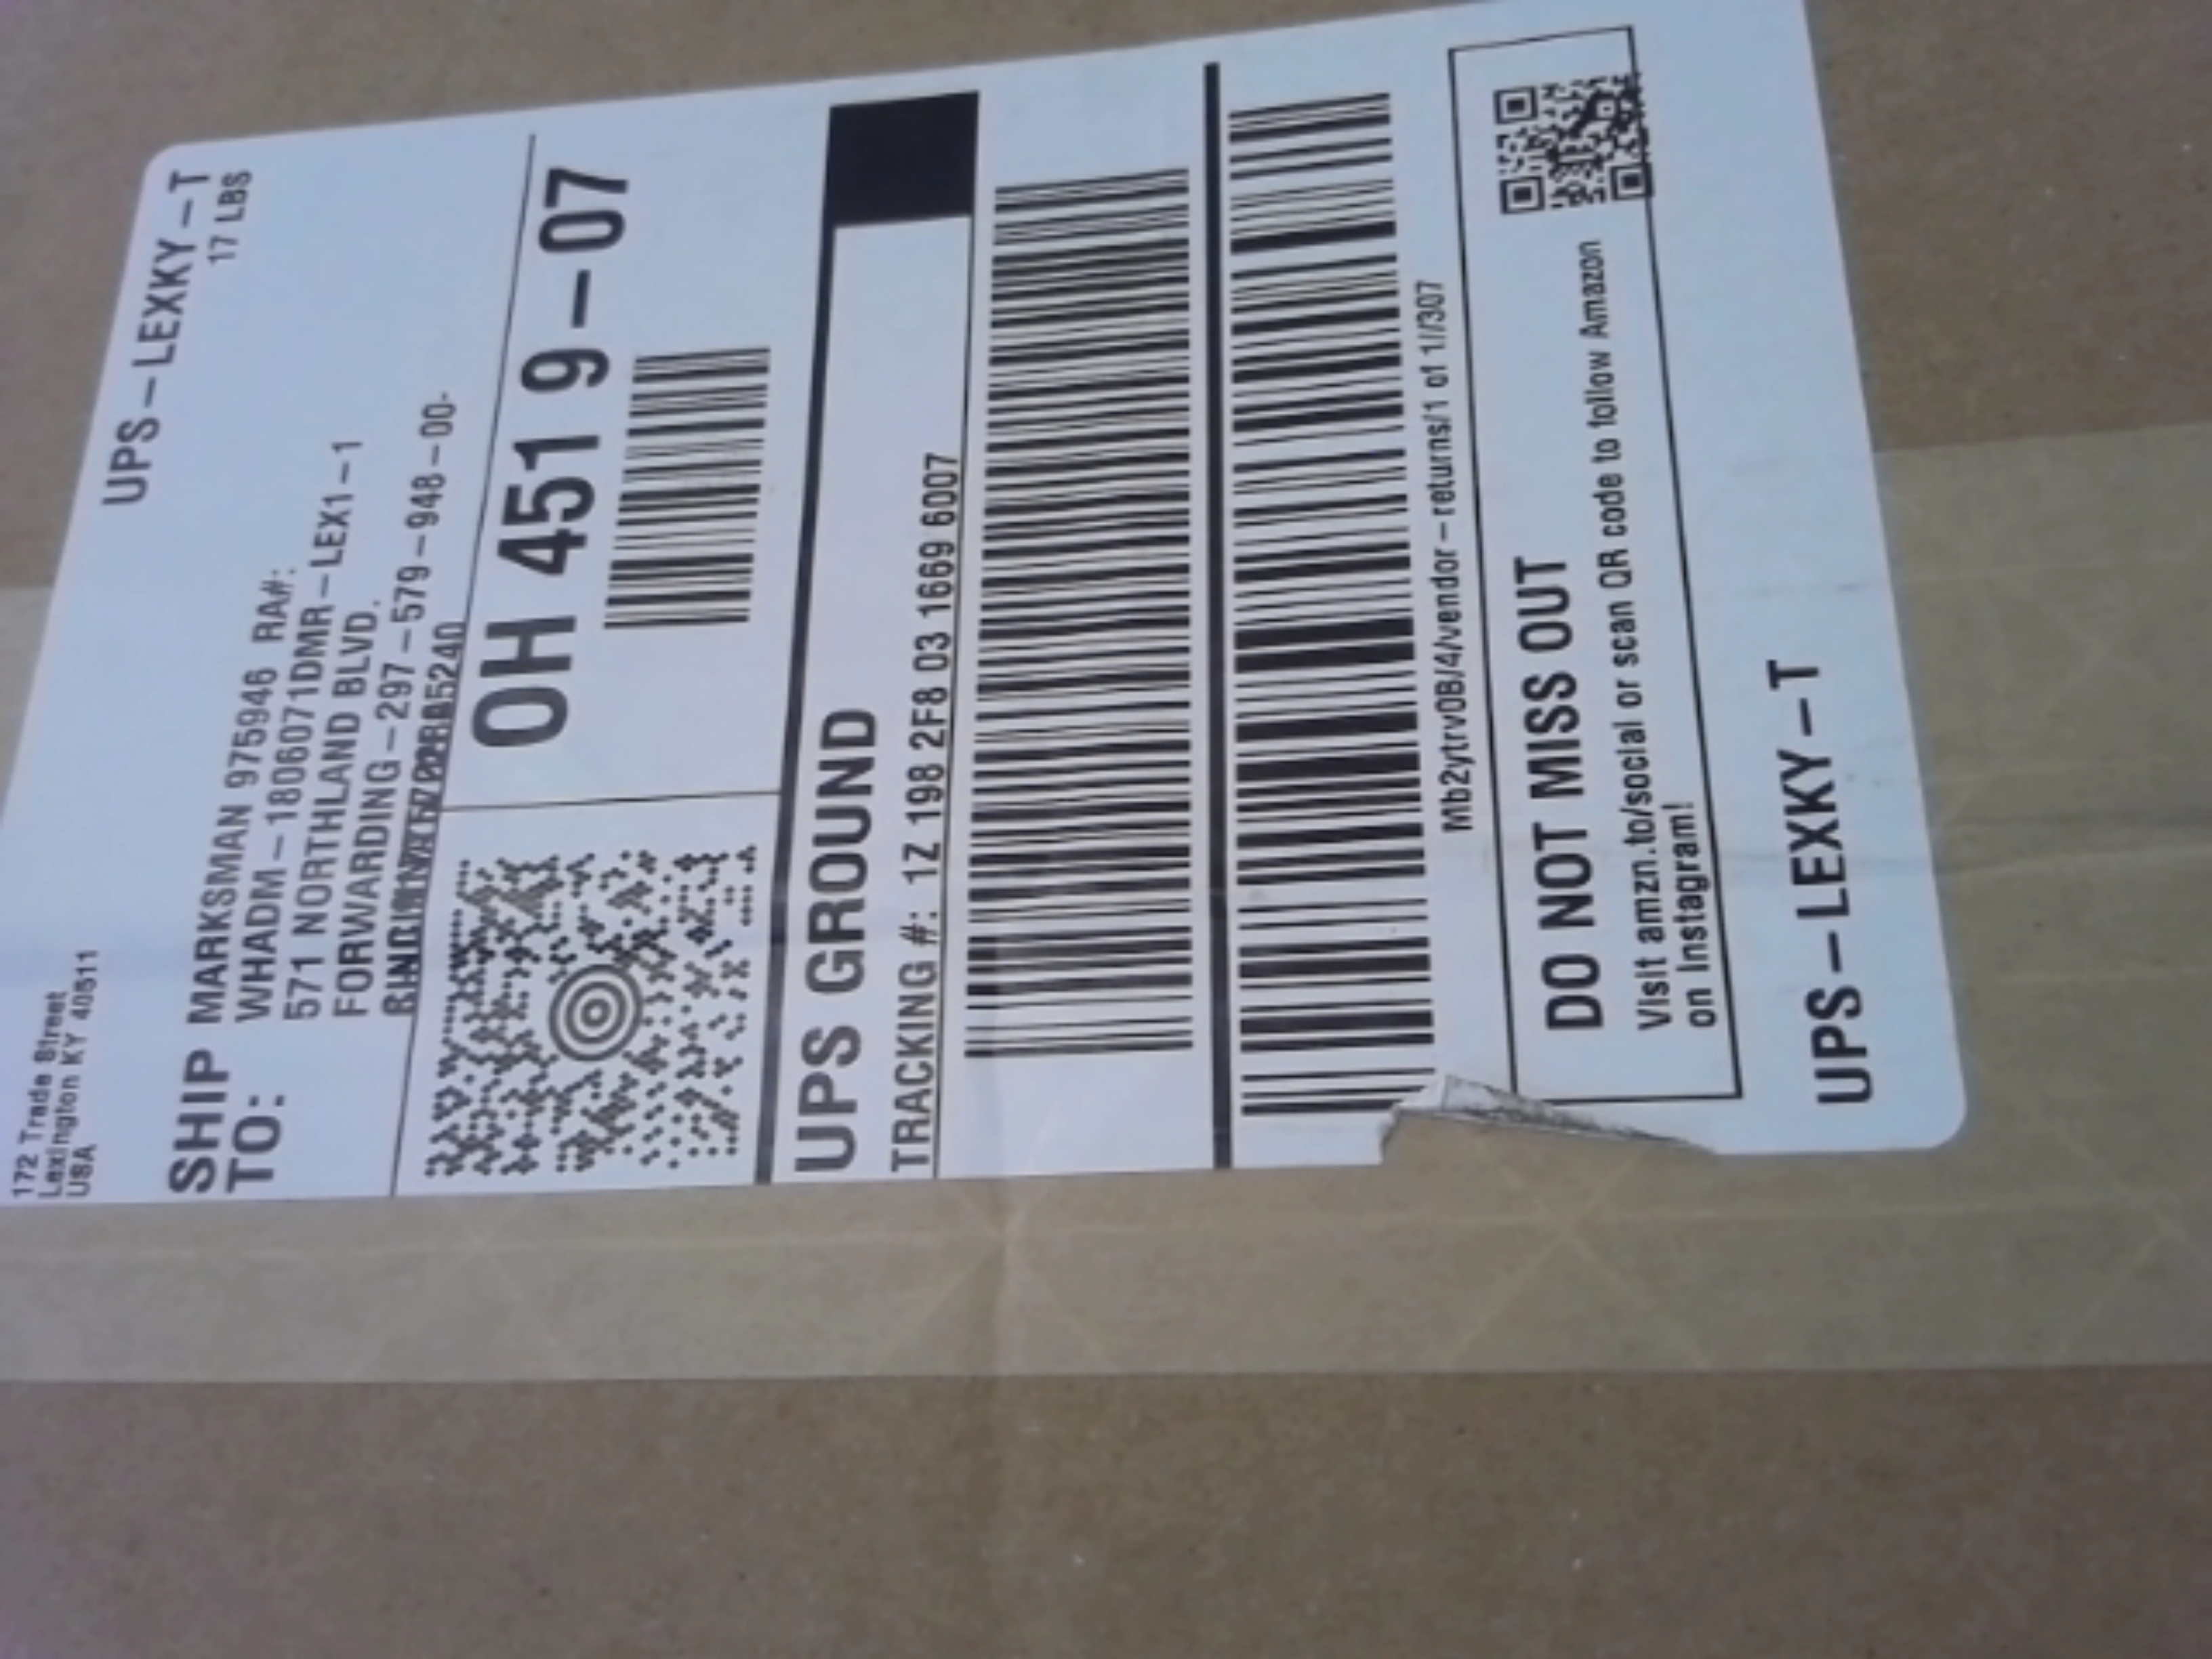 172 Trade Street
Lexington KY 40511
USA
UPS-LEXKY-T
17 LBS
SHIP TO:
MARKSMAN 9759946 RA#:
WHADM-1806071DMR-LEX1-1
571 NORTHLAND BLVD.
FORWARDING-297-579-948-00-
OH 451 9-07
UPS GROUND
TRACKING #: 1Z 198 2F8 03 1669 6007
Mb2ytrv0B/4/vendor-returns/1 of 1//307
DO NOT MISS OUT
Visit amzn.to/social or scan QR code to follow Amazon
on Instagram!
UPS-LEXKY-T